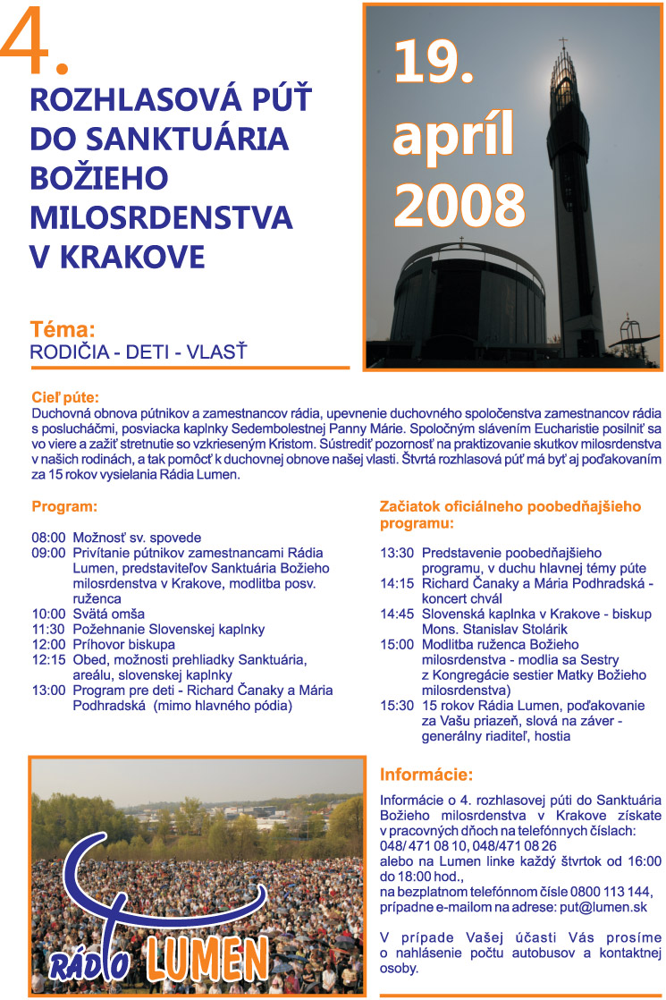 4.
ROZHLASOVÁ PÚŤ
DO SANKTUÁRIA
BOŽIEHO
MILOSRDENSTVA
V KRAKOVE
19.
apríl
2008
Téma:
RODIČIA - DETI - VLASŤ
Cieľ púte:
Duchovná obnova pútnikov a zamestnancov rádia, upevnenie duchovného spoločenstva zamestnancov rádia
s poslucháčmi, posviacka kaplnky Sedembolestnej Panny Márie. Spoločným slávením Eucharistie posilniť sa
vo viere a zažiť stretnutie so vzkrieseným Kristom. Sústrediť pozornosť na praktizovanie skutkov milosrdenstva
v našich rodinách, a tak pomôcť k duchovnej obnove našej vlasti. Štvrtá rozhlasová púť má byť aj poďakovaním
za 15 rokov vysielania Rádia Lumen.
Program:
08:00 Možnosť sv. spovede
09:00 Privítanie pútnikov zamestnancami Rádia
Lumen, predstaviteľov Sanktuária Božieho
milosrdenstva v Krakove, modlitba posv.
ruženca
10:00 Svätá omša
11:30 Požehnanie Slovenskej kaplnky
12:00 Príhovor biskupa
12:15 Obed, možnosti prehliadky Sanktuária,
areálu, slovenskej kaplnky
13:00 Program pre deti - Richard Čanaky a Mária
Podhradská (mimo hlavného pódia)
Začiatok oficiálneho poobedňajšieho
programu:
13:30 Predstavenie poobedňajšieho
programu, v duchu hlavnej témy púte
14:15 Richard Čanaky a Mária Podhradská -
koncert chvál
14:45 Slovenská kaplnka v Krakove - biskup
Mons. Stanislav Stolárik
15:00 Modlitba ruženca Božieho
milosrdenstva - modlia sa Sestry
z Kongregácie sestier Matky Božieho
milosrdenstva)
15:30 15 rokov Rádia Lumen, poďakovanie
za Vašu priazeň, slová na záver -
generálny riaditeľ, hostia
Informácie:
Informácie o 4. rozhlasovej púti do Sanktuária
Božieho milosrdenstva v Krakove získate
v pracovných dňoch na telefónnych číslach:
048/ 471 08 10, 048/471 08 26
alebo na Lumen linke každý štvrtok od 16:00
do 18:00 hod.,
na bezplatnom telefónnom čísle 0800 113 144,
prípadne e-mailom na adrese: put@lumen.sk
V prípade Vašej účasti Vás prosíme
o nahlásenie počtu autobusov a kontaktnej
osoby.
RÁDIO LUMEN